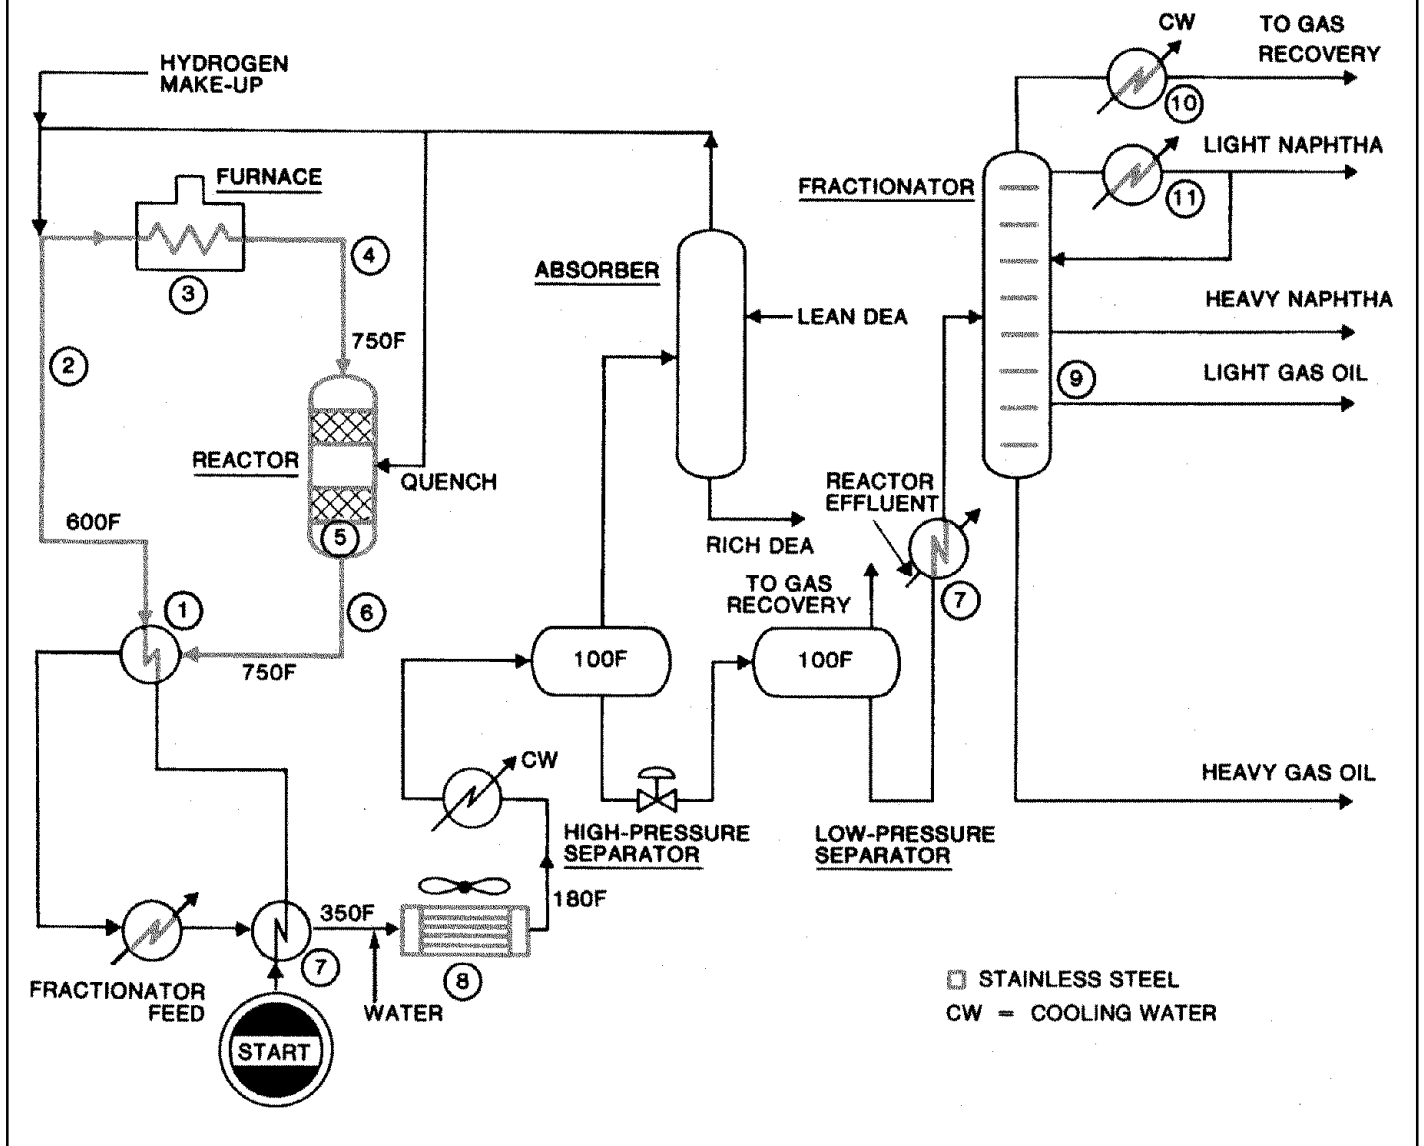 CW
TO GAS
RECOVERY
10
HYDROGEN
MAKE-UP
LIGHT NAPHTHA
11
FURNACE
FRACTIONATOR
3
4
ABSORBER
HEAVY NAPHTHA
LEAN DEA
2
750F
9
LIGHT GAS OIL
REACTOR
QUENCH
REACTOR
EFFLUENT
600F
5
RICH DEA
1
6
TO GAS
RECOVERY
7
750F
100F
100F
CW
HEAVY GAS OIL
HIGH-PRESSURE
SEPARATOR
LOW-PRESSURE
SEPARATOR
180F
350F
7
8
FRACTIONATOR
FEED
WATER
START
STAINLESS STEEL
CW = COOLING WATER